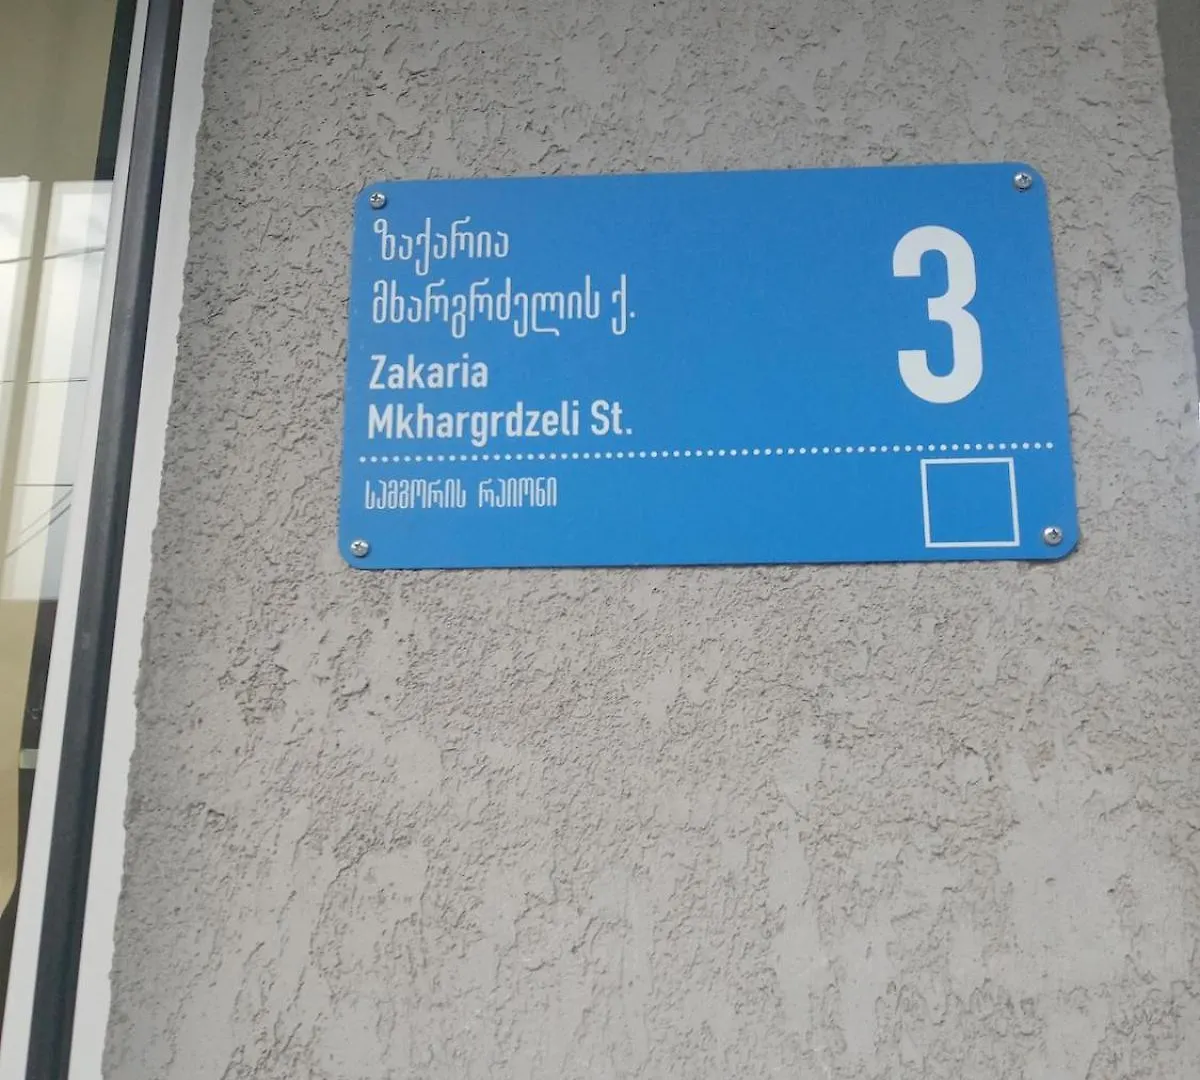 ზაქარია
მხარგრძელის ქ.
3
Zakaria
Mkhargrdzeli St.
სამგორის რაიონი